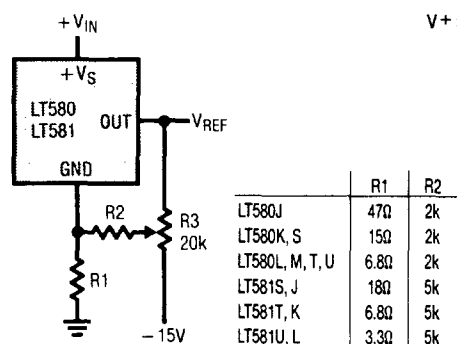 +VIN
V+
+VS
LT580
LT581
OUT
VREF
GND
R2
R3
20k
R1
−15V
R1 R2
LT580J 47Ω 2k
LT580K, S 15Ω 2k
LT580L, M, T, U 6.8Ω 2k
LT581S, J 18Ω 5k
LT581T, K 6.8Ω 5k
LT581U, L 3.3Ω 5k